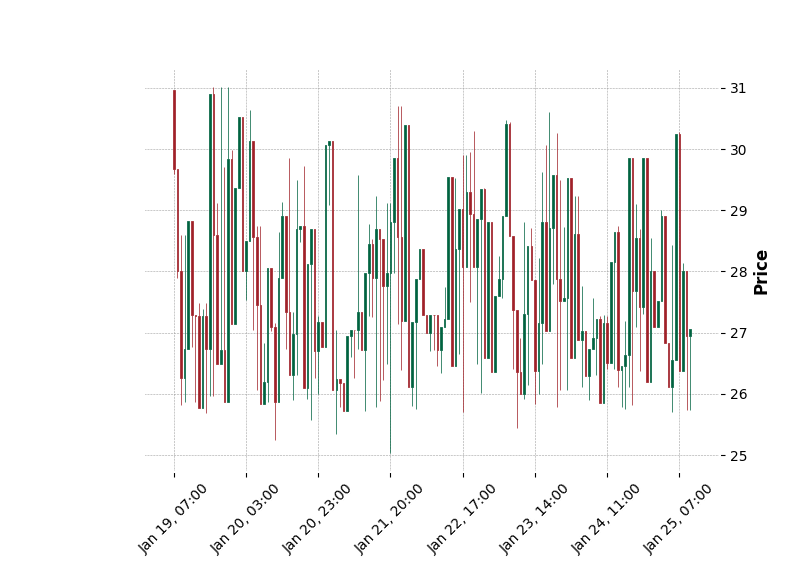 31
30
29
28
27
26
25
Price
Jan 19, 07:00
Jan 20, 03:00
Jan 20, 23:00
Jan 21, 20:00
Jan 22, 17:00
Jan 23, 14:00
Jan 24, 11:00
Jan 25, 07:00